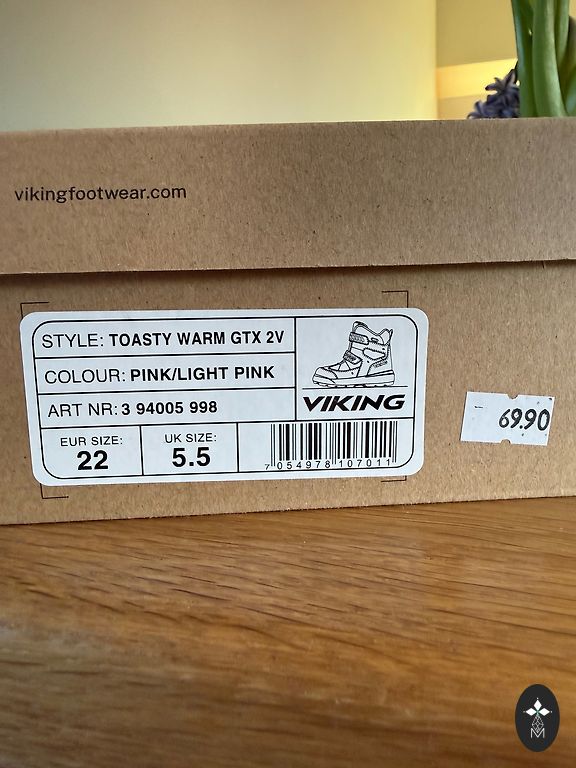 vikingfootwear.com
STYLE: TOASTY WARM GTX 2V
COLOUR: PINK/LIGHT PINK
ART NR: 3 94005 998
VIKING
EUR SIZE:
22
UK SIZE:
5.5
7 054978 107011
69.90
M